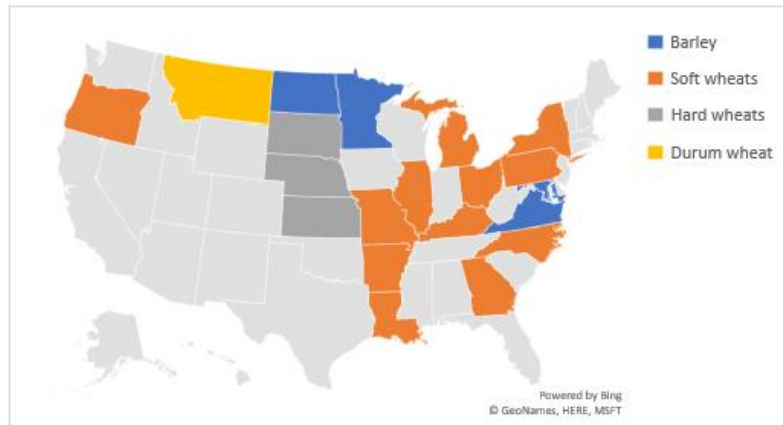 Barley
Soft wheats
Hard wheats
Durum wheat
Powered by Bing
© GeoNames, HERE, MSFT